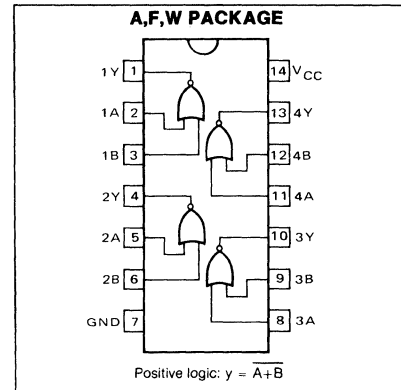 A,F,W PACKAGE
1Y 1 14 VCC
1A 2 13 4Y
1B 3 12 4B
2Y 4 11 4A
2A 5 10 3Y
2B 6 9 3B
GND 7 8 3A
Positive logic: y = A+B